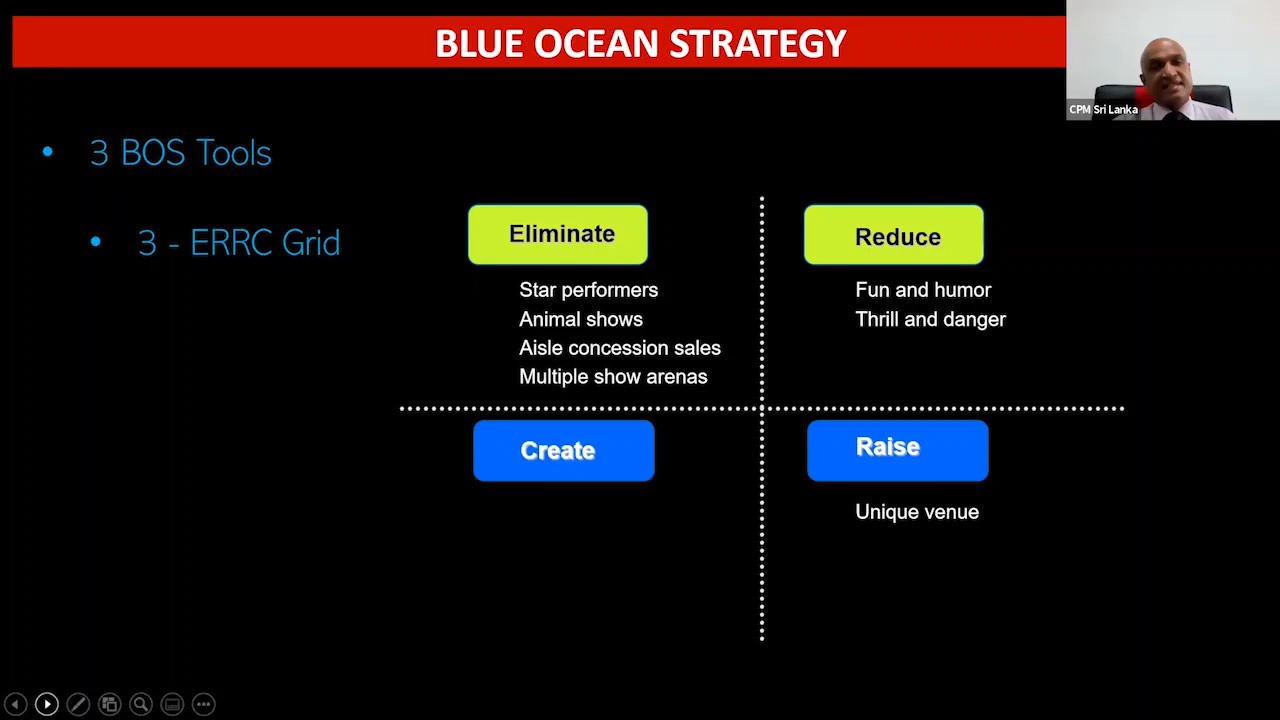 BLUE OCEAN STRATEGY
CPM Sri Lanka
• 3 BOS Tools
• 3 - ERRC Grid
Eliminate
Star performers
Animal shows
Aisle concession sales
Multiple show arenas
Reduce
Fun and humor
Thrill and danger
Create
Raise
Unique venue